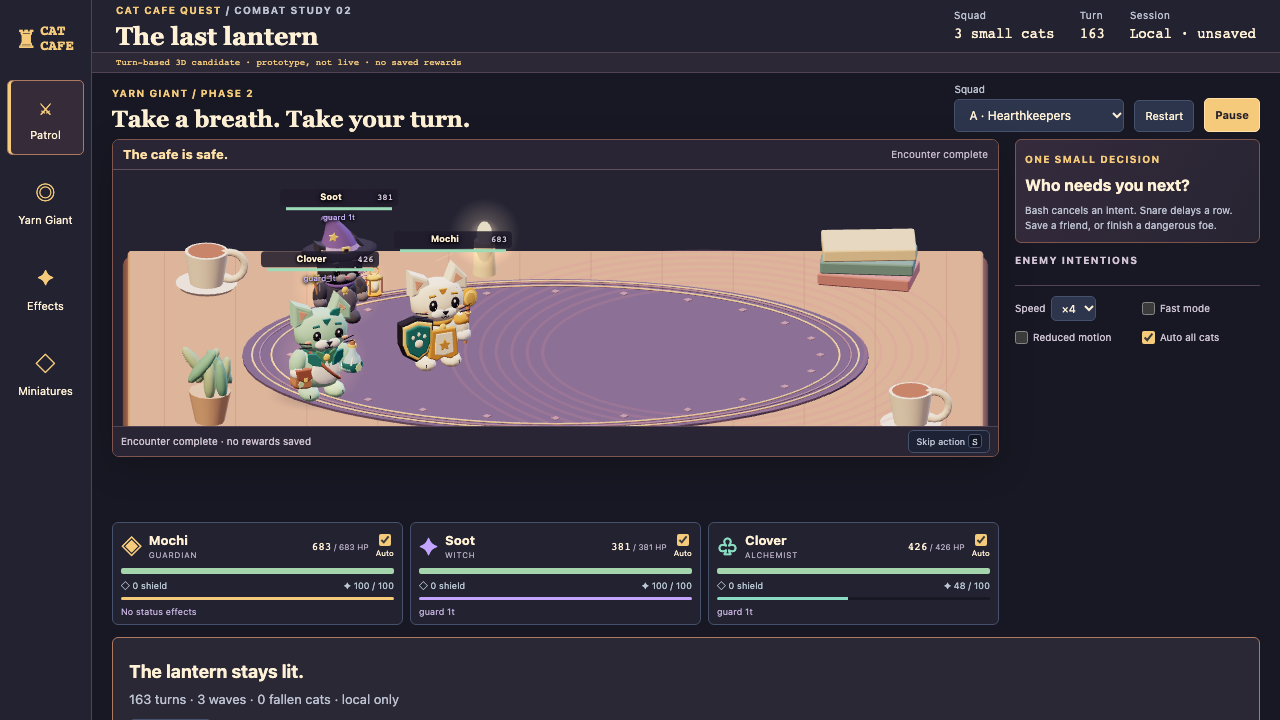 CAT
CAFE
Patrol
Yarn Giant
Effects
Miniatures
CAT CAFE QUEST / COMBAT STUDY 02
The last lantern
Squad
3 small cats
Turn
163
Session
Local · unsaved
Turn-based 3D candidate · prototype, not live · no saved rewards
YARN GIANT / PHASE 2
Take a breath. Take your turn.
Squad
A · Hearthkeepers
Restart
Pause
The cafe is safe.
Encounter complete
Soot 381
guard 1t
Mochi 683
Clover 426
guard 1t
Encounter complete · no rewards saved
Skip action S
ONE SMALL DECISION
Who needs you next?
Bash cancels an intent. Snare delays a row.
Save a friend, or finish a dangerous foe.
ENEMY INTENTIONS
Speed ×4
Fast mode
Reduced motion
Auto all cats
Mochi
GUARDIAN
683 / 683 HP
Auto
0 shield
100 / 100
No status effects
Soot
WITCH
381 / 381 HP
Auto
0 shield
100 / 100
guard 1t
Clover
ALCHEMIST
426 / 426 HP
Auto
0 shield
48 / 100
guard 1t
The lantern stays lit.
163 turns · 3 waves · 0 fallen cats · local only